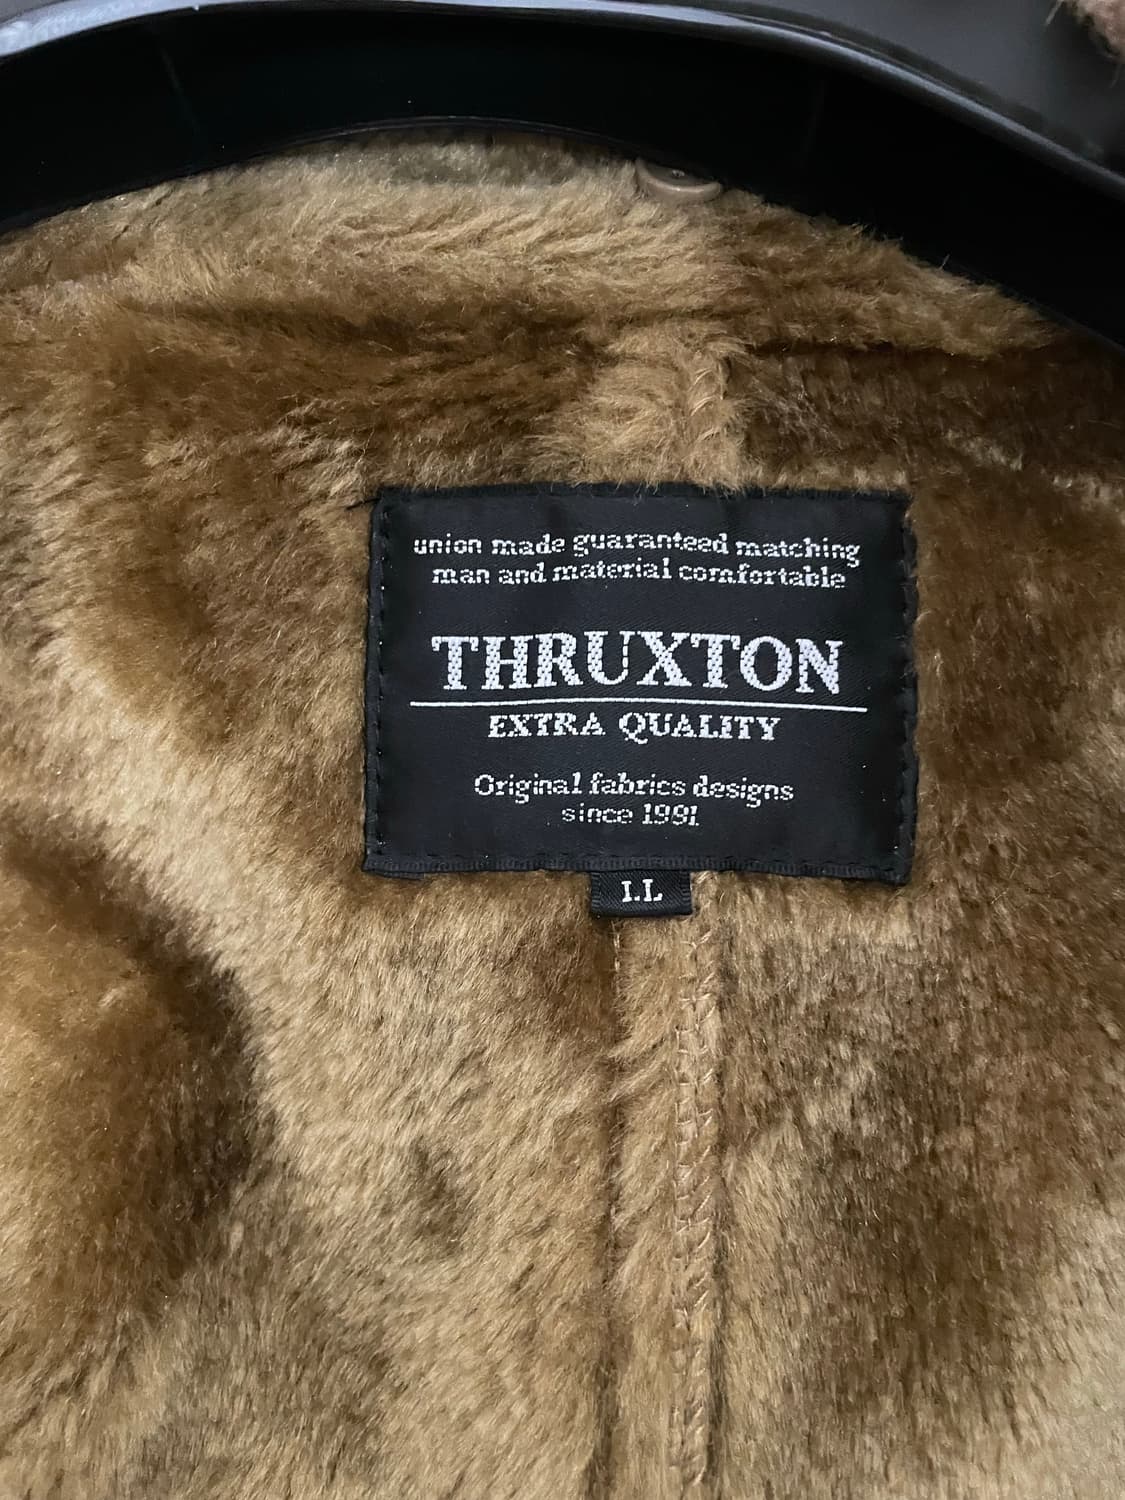 union made guaranteed matching
man and material comfortable
THRUXTON
EXTRA QUALITY
Original fabrics designs
since 1991
LL